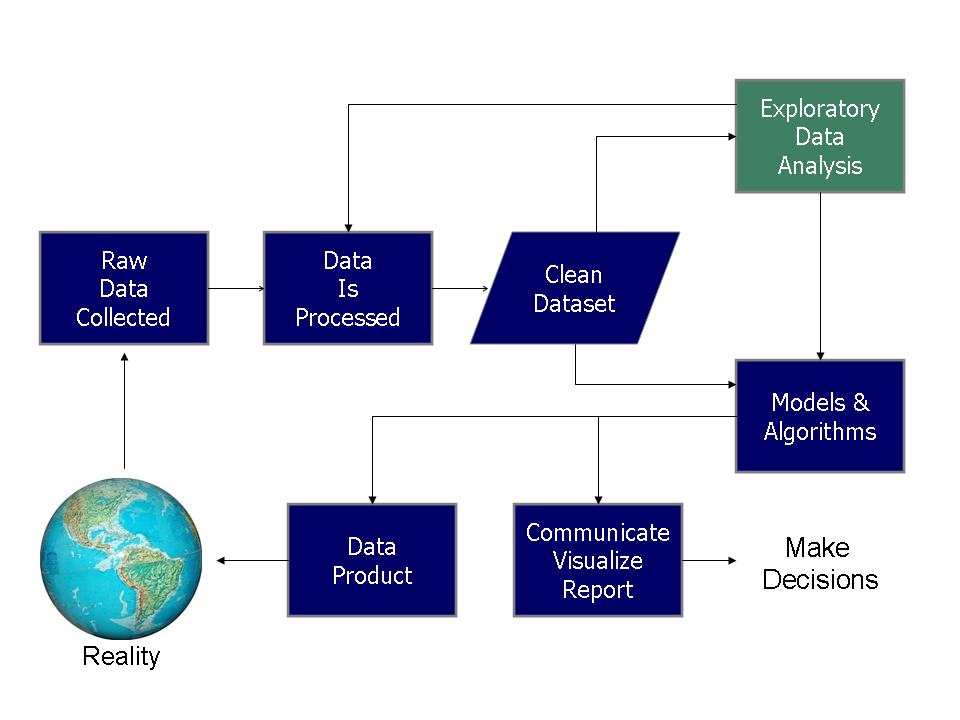 Exploratory
Data
Analysis
Raw
Data
Collected
Data
Is
Processed
Clean
Dataset
Models &
Algorithms
Data
Product
Communicate
Visualize
Report
Make
Decisions
Reality